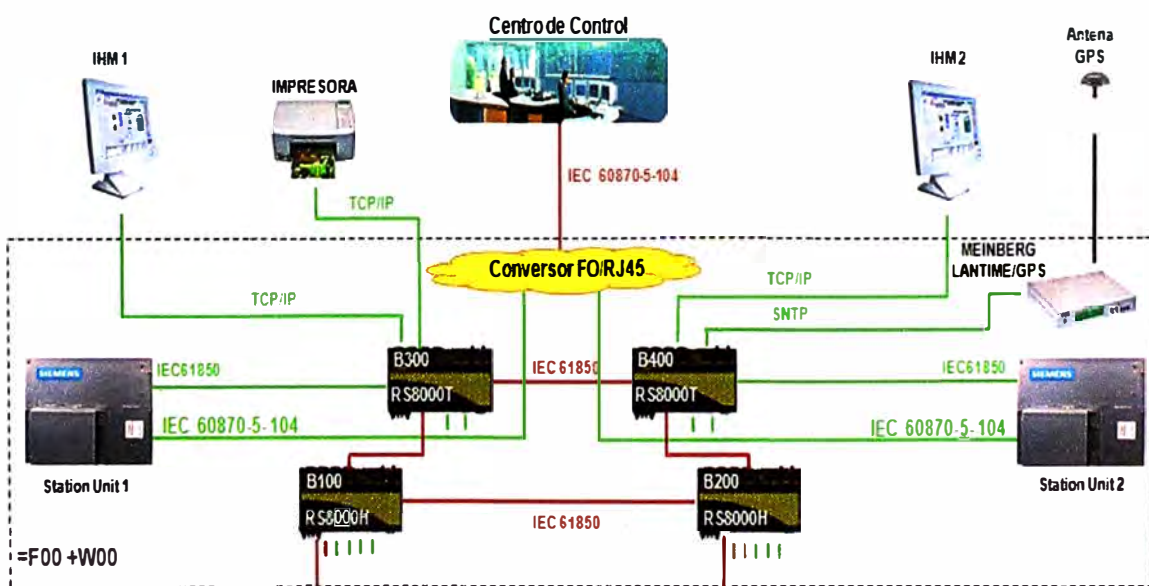 Centro de Control
IHM 1
IMPRESORA
IHM 2
Antena
GPS
IEC 60870-5-104
TCP/IP
MEINBERG
LANTIME/GPS
Conversor FO/RJ45
TCP/IP
TCP/IP
SNTP
SIEMENS
IEC61850
B300
RS8000T
IEC 61850
B400
RS8000T
IEC61850
SIEMENS
IEC 60870-5-104
IEC 60870-5-104
Station Unit 1
B100
RS8000H
IEC 61850
B200
RS8000H
Station Unit 2
=F00 +W00